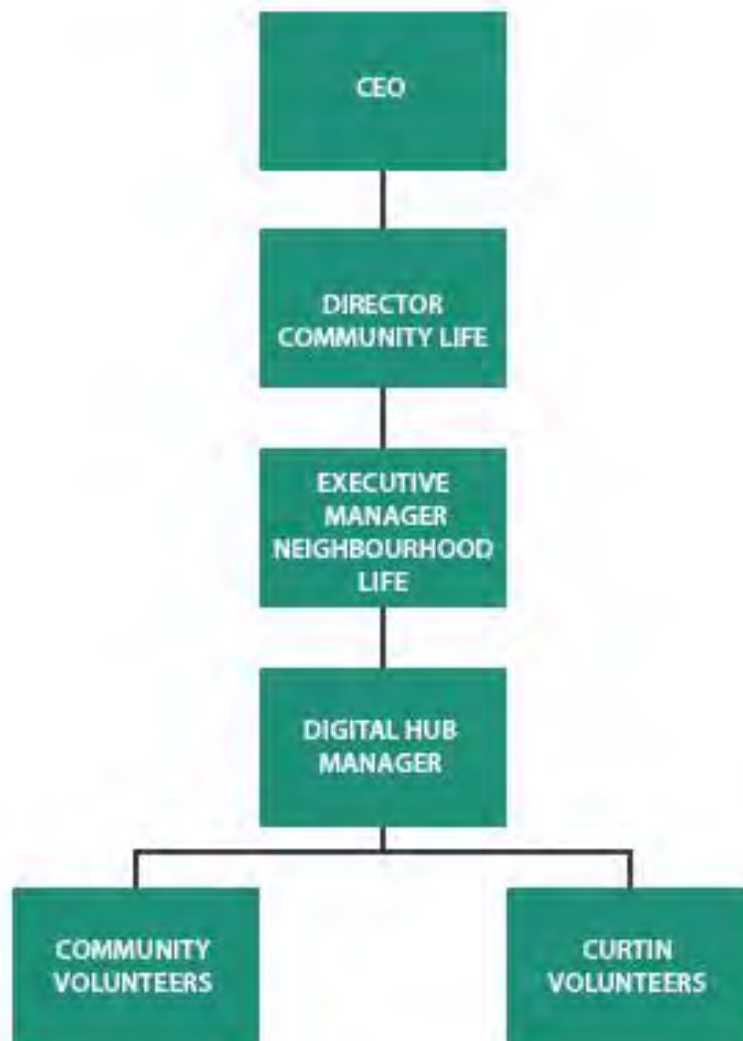 CEO
DIRECTOR
COMMUNITY LIFE
EXECUTIVE
MANAGER
NEIGHBOURHOOD
LIFE
DIGITAL HUB
MANAGER
COMMUNITY
VOLUNTEERS
CURTIN
VOLUNTEERS